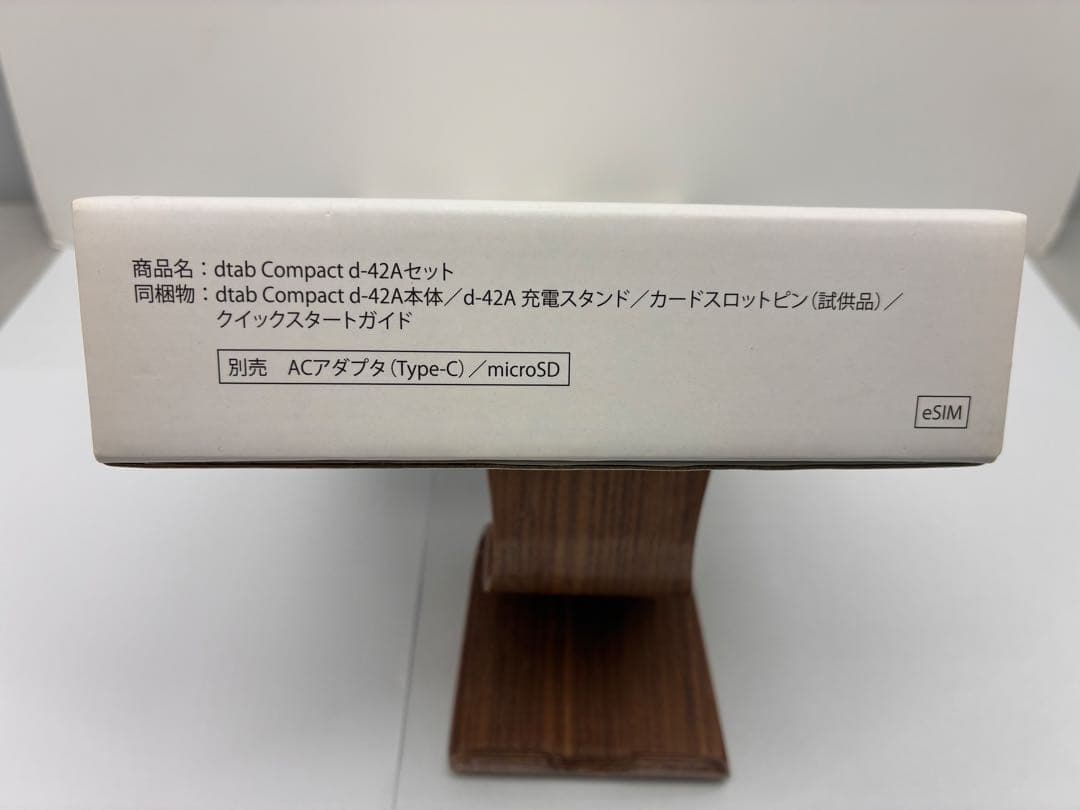 商品名：dtab Compact d-42Aセット
同梱物：dtab Compact d-42A本体／d-42A 充電スタンド／カードスロットピン（試供品）／
クイックスタートガイド
別売　ACアダプタ（Type-C）／microSD
eSIM